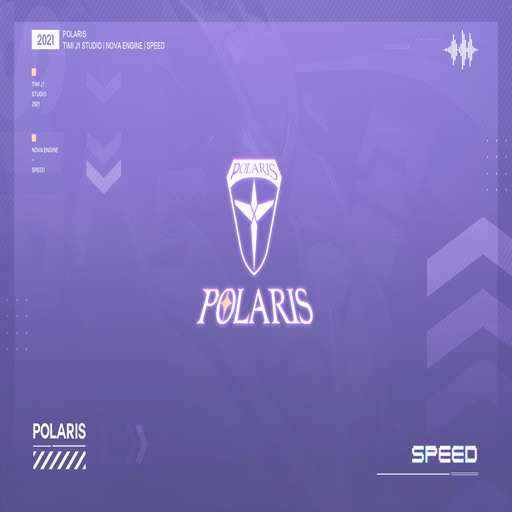 2021
POLARIS
TIMI J1 STUDIO | NOVA ENGINE | SPEED
TIMI J1
STUDIO
2021
NOVA ENGINE
–
SPEED
POLARIS
POLARIS
POLARIS
SPEED